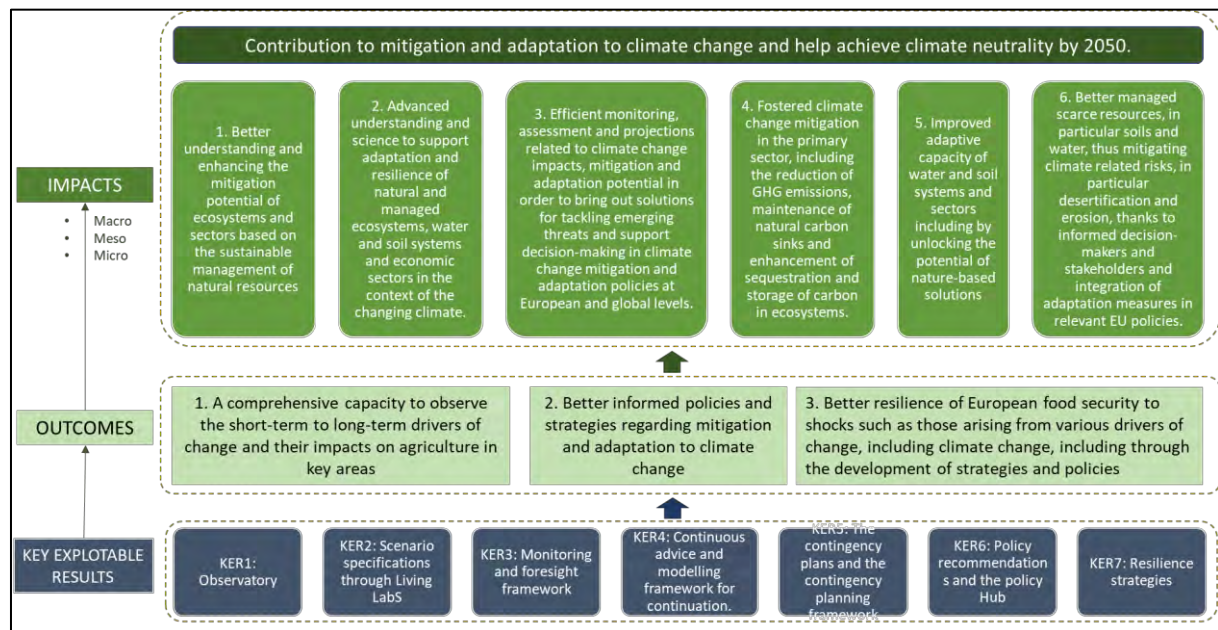 Contribution to mitigation and adaptation to climate change and help achieve climate neutrality by 2050.
IMPACTS
• Macro
• Meso
• Micro
1. Better
understanding and
enhancing the
mitigation
potential of
ecosystems and
sectors based on
the sustainable
management of
natural resources
2. Advanced
understanding and
science to support
adaptation and
resilience of
natural and
managed
ecosystems, water
and soil systems
and economic
sectors in the
context of the
changing climate.
3. Efficient monitoring,
assessment and projections
related to climate change
impacts, mitigation and
adaptation potential in
order to bring out solutions
for tackling emerging
threats and support
decision-making in climate
change mitigation and
adaptation policies at
European and global levels.
4. Fostered climate
change mitigation
in the primary
sector, including
the reduction of
GHG emissions,
maintenance of
natural carbon
sinks and
enhancement of
sequestration and
storage of carbon
in ecosystems.
5. Improved
adaptive
capacity of
water and soil
systems and
sectors
including by
unlocking the
potential of
nature-based
solutions
6. Better managed
scarce resources, in
particular soils and
water, thus mitigating
climate related risks, in
particular
desertification and
erosion, thanks to
informed decision-
makers and
stakeholders and
integration of
adaptation measures in
relevant EU policies.
OUTCOMES
1. A comprehensive capacity to observe
the short-term to long-term drivers of
change and their impacts on agriculture in
key areas
2. Better informed policies and
strategies regarding mitigation
and adaptation to climate
change
3. Better resilience of European food security to
shocks such as those arising from various drivers of
change, including climate change, including through
the development of strategies and policies
KEY EXPLOTABLE
RESULTS
KER1:
Observatory
KER2: Scenario
specifications
through Living
LabS
KER3: Monitoring
and foresight
framework
KER4: Continuous
advice and
modelling
framework for
continuation.
KER5: The
contingency
plans and the
contingency
planning
framework
KER6: Policy
recommendation
s and the policy
Hub
KER7: Resilience
strategies